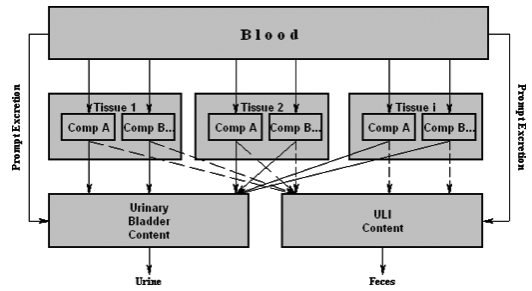 Blood
Prompt Excretion
Prompt Excretion
Tissue 1
Tissue 2
Tissue i
Comp A
Comp B...
Comp A
Comp B...
Comp A
Comp B...
Urinary
Bladder
Content
ULI
Content
Urine
Feces